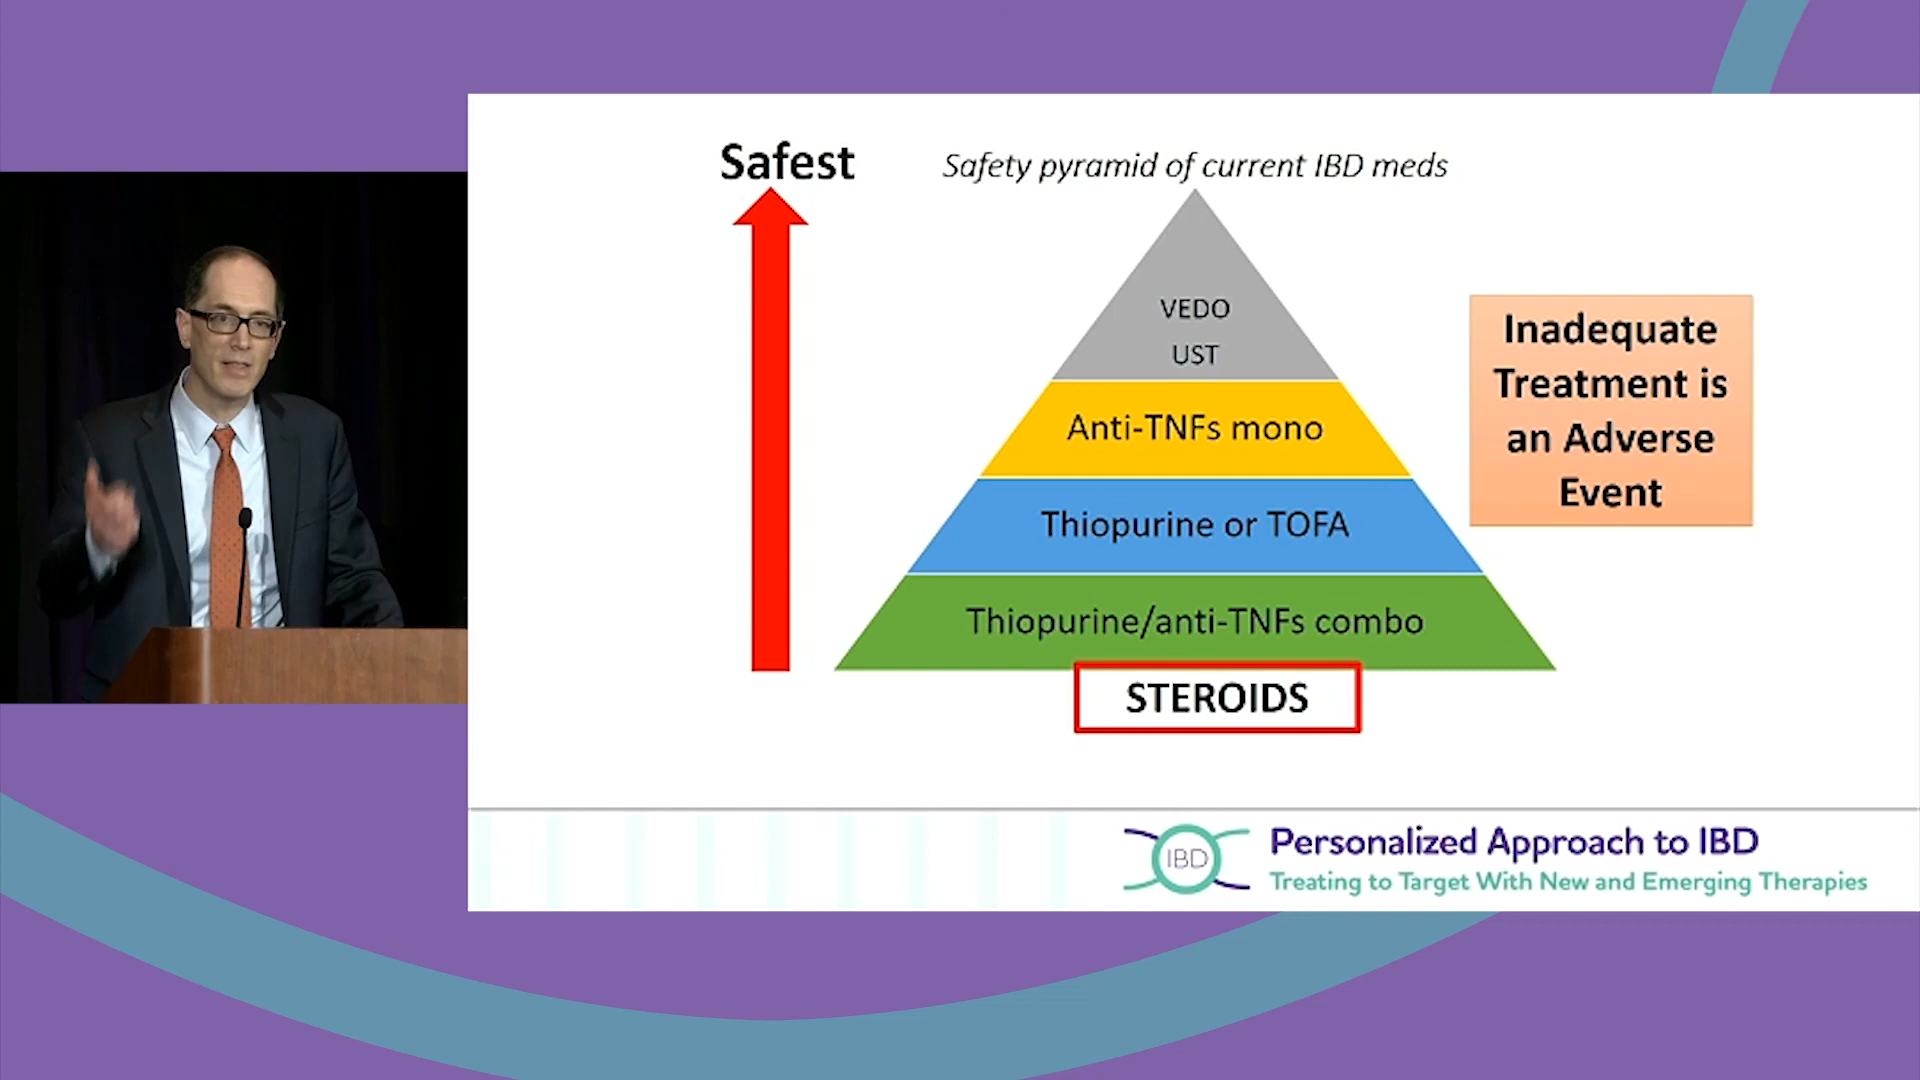 Safest
Safety pyramid of current IBD meds
VEDO
UST
Anti-TNFs mono
Thiopurine or TOFA
Thiopurine/anti-TNFs combo
STEROIDS
Inadequate
Treatment is
an Adverse
Event
IBD
Personalized Approach to IBD
Treating to Target With New and Emerging Therapies